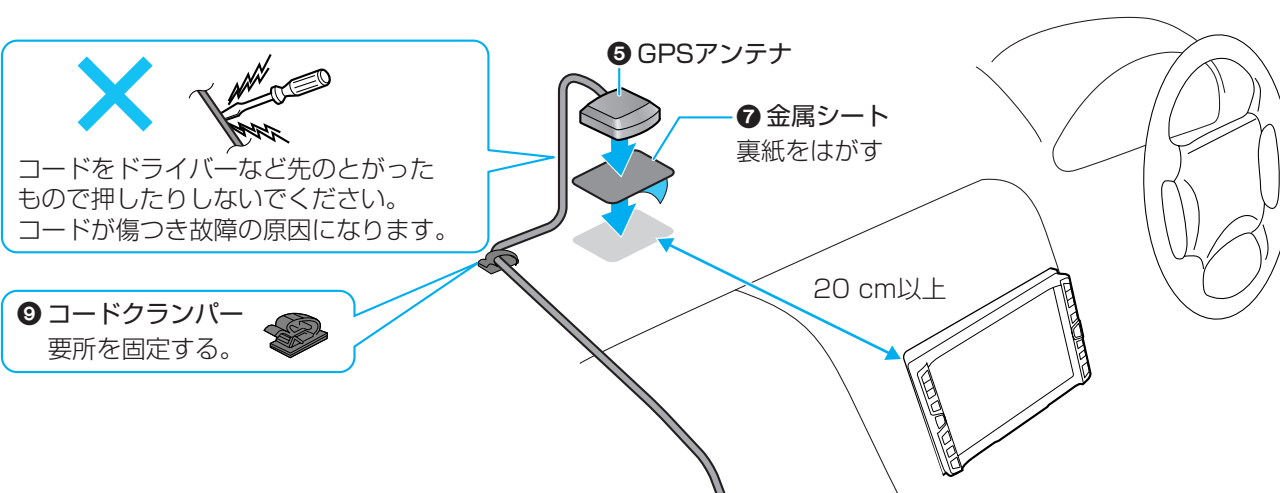 ❺ GPSアンテナ
❼ 金属シート
裏紙をはがす
コードをドライバーなど先のとがった
もので押したりしないでください。
コードが傷つき故障の原因になります。
20 cm以上
❾ コードクランパー
要所を固定する。